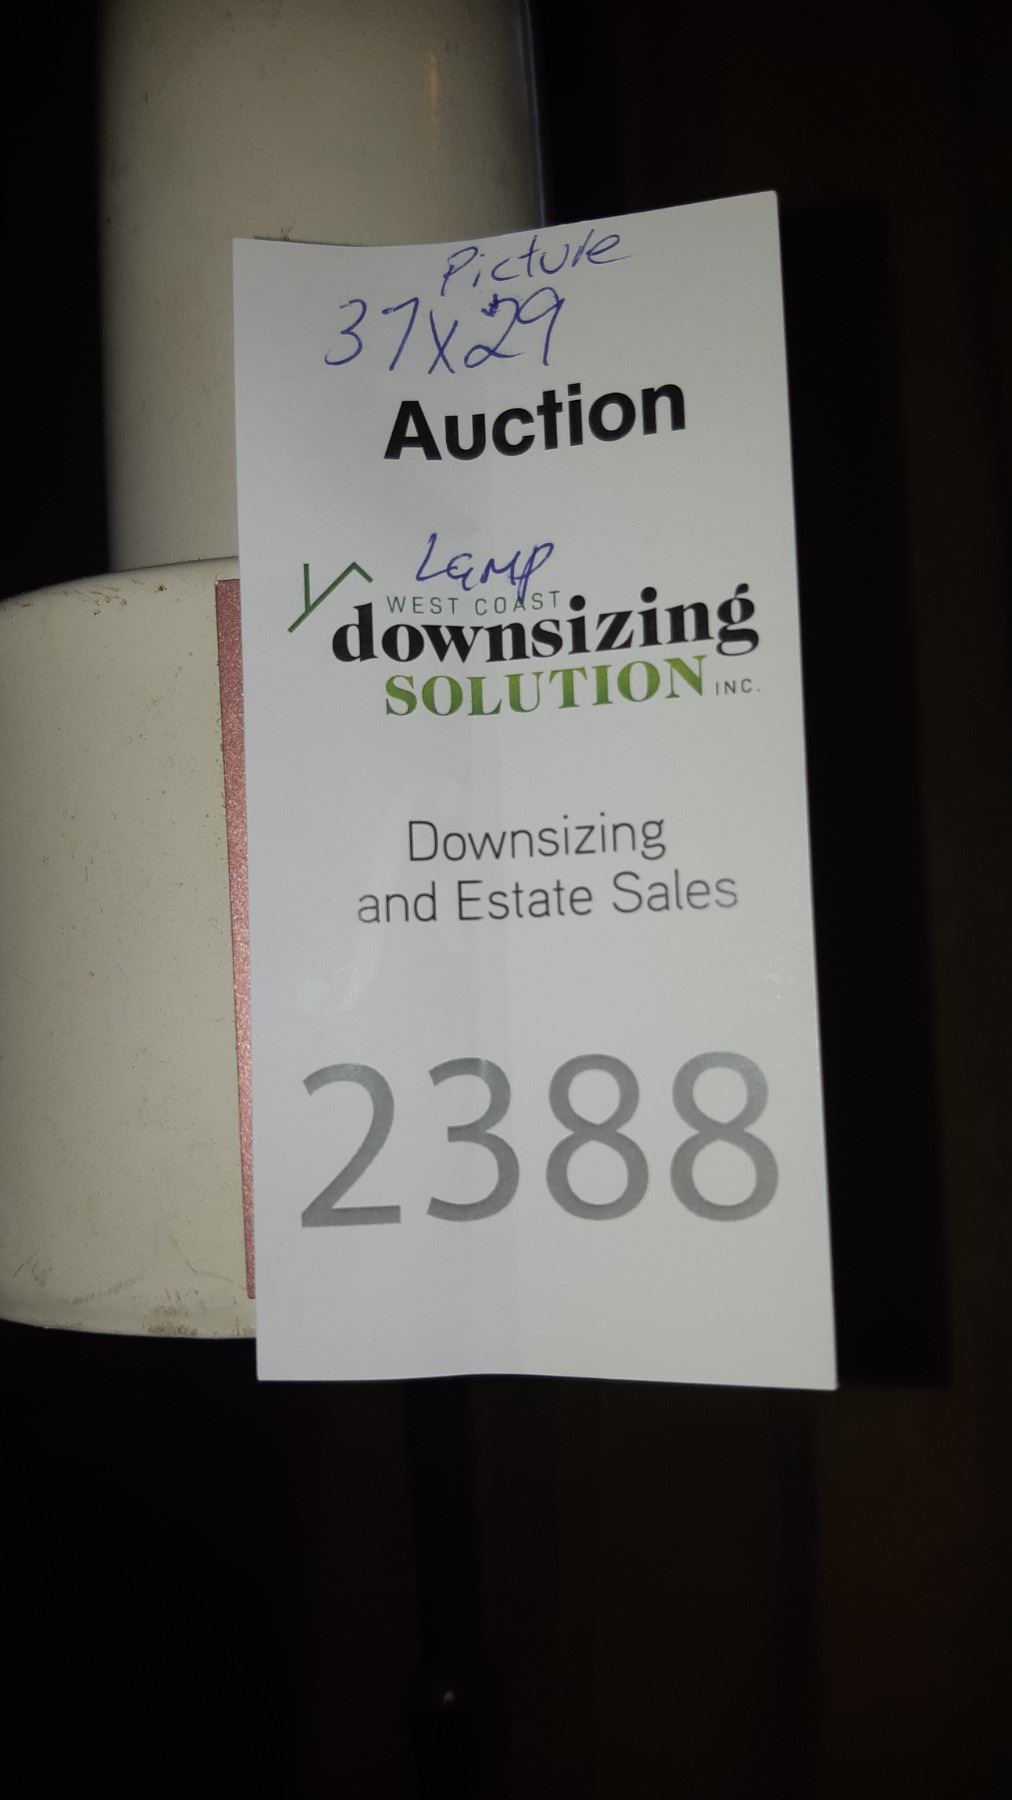 Picture
37x29
Auction
Lamp
WEST COAST
downsizing
SOLUTION INC.
Downsizing
and Estate Sales
2388